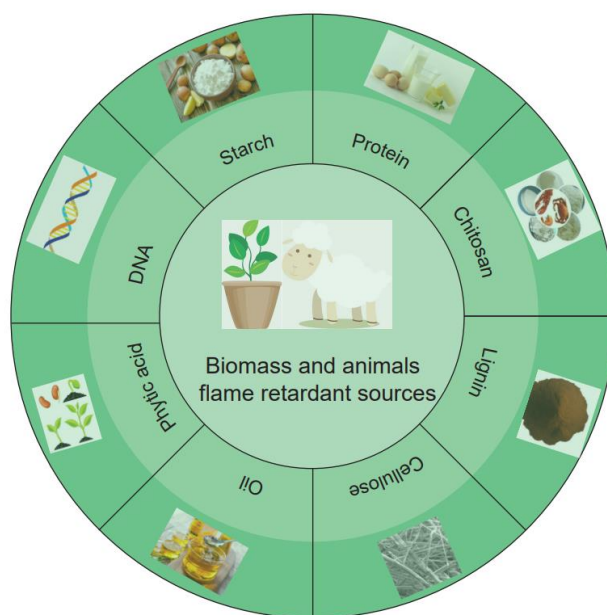 Starch
Protein
Chitosan
Lignin
Cellulose
Oil
Phytic acid
DNA
Biomass and animals
flame retardant sources